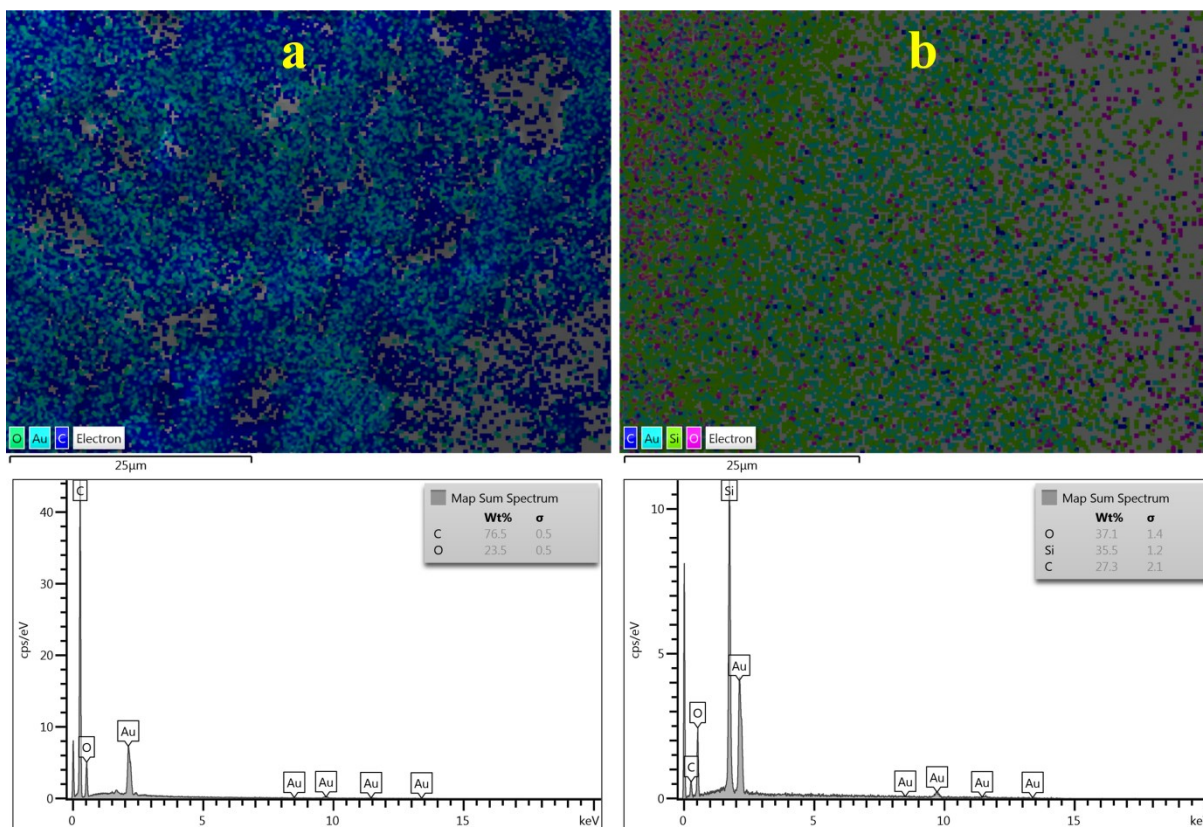 a
O Au C Electron
25µm
b
C Au Si O Electron
25µm
Map Sum Spectrum
Wt% σ
C 76.5 0.5
O 23.5 0.5
C
O
Au
Au
Au
Au
Au
40
30
20
10
0
cps/eV
0 5 10 15 keV
Map Sum Spectrum
Wt% σ
O 37.1 1.4
Si 35.5 1.2
C 27.3 2.1
Si
Au
O
C
Au
Au
Au
Au
10
5
0
cps/eV
0 5 10 15 ke